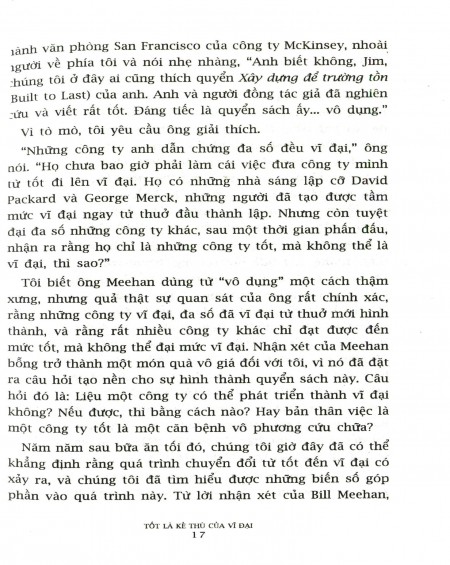 hánh văn phòng San Francisco của công ty McKinsey, nhoài
người về phía tôi và nói nhẹ nhàng, “Anh biết không, Jim,
chúng tôi ở đây ai cũng thích quyển Xây dựng để trường tồn
Built to Last) của anh. Anh và người đồng tác giả đã nghiên
cứu và viết rất tốt. Đáng tiếc là quyển sách ấy... vô dụng.”
Vì tò mò, tôi yêu cầu ông giải thích.
“Những công ty anh dẫn chứng đa số đều vĩ đại,” ông
nói. “Họ chưa bao giờ phải làm cái việc đưa công ty mình
từ tốt đi lên vĩ đại. Họ có những nhà sáng lập cỡ David
Packard và George Merck, những người đã tạo được tầm
mức vĩ đại ngay từ thuở đầu thành lập. Nhưng còn tuyệt
đại đa số những công ty khác, sau một thời gian phấn đấu,
nhận ra rằng họ chỉ là những công ty tốt, mà không thể là
vĩ đại, thì sao?”
Tôi biết ông Meehan dùng từ “vô dụng” một cách thậm
xưng, nhưng quả thật sự quan sát của ông rất chính xác,
rằng những công ty vĩ đại, đa số đã vĩ đại từ thuở mới hình
thành, và rằng rất nhiều công ty khác chỉ đạt được đến
mức tốt, mà không thể đại mức vĩ đại. Nhận xét của Meehan
bỗng trở thành một món quà vô giá đối với tôi, vì nó đã đặt
ra câu hỏi tạo nền cho sự hình thành quyển sách này. Câu
hỏi đó là: Liệu một công ty có thể phát triển thành vĩ đại
không? Nếu được, thì bằng cách nào? Hay bản thân việc là
một công ty tốt là một căn bệnh vô phương cứu chữa?
Năm năm sau bữa ăn tối đó, chúng tôi giờ đây đã có thể
khẳng định rằng quá trình chuyển đổi từ tốt đến vĩ đại có
xảy ra, và chúng tôi đã tìm hiểu được những biến số góp
phần vào quá trình này. Từ lời nhận xét của Bill Meehan,
TỐT LÀ KẺ THÙ CỦA VĨ ĐẠI
17